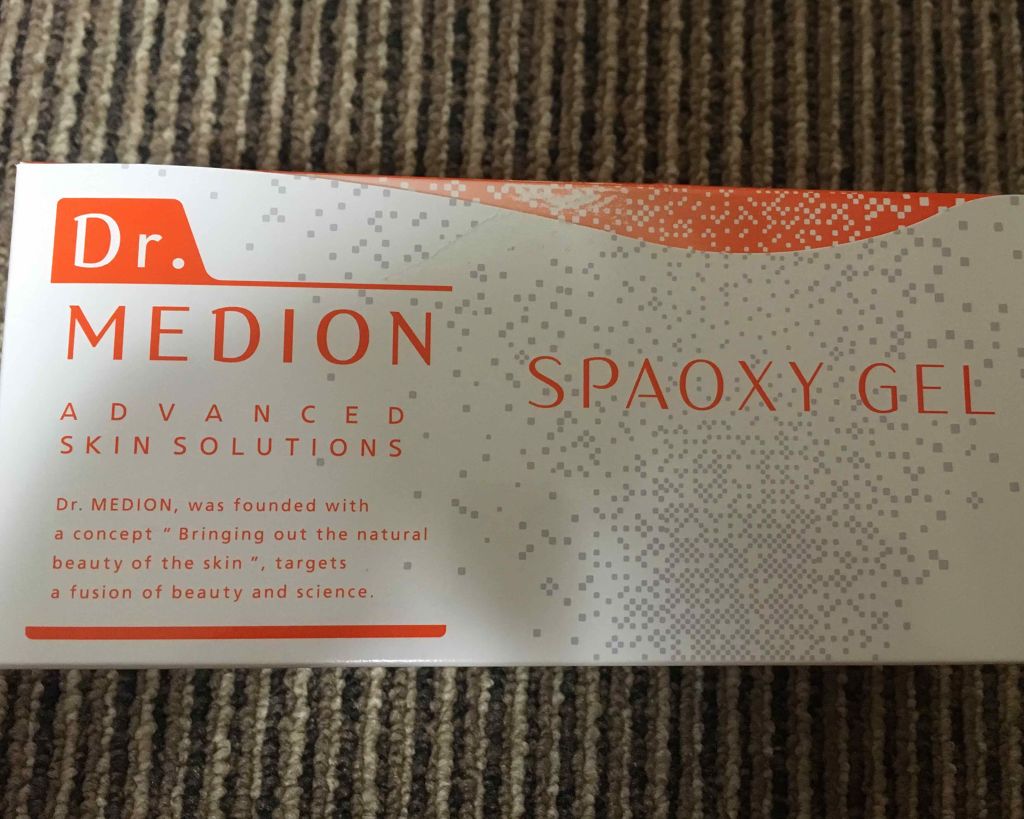 Dr.
MEDION
ADVANCED
SKIN SOLUTIONS
Dr. MEDION, was founded with
a concept “ Bringing out the natural
beauty of the skin ”, targets
a fusion of beauty and science.
SPAOXY GEL